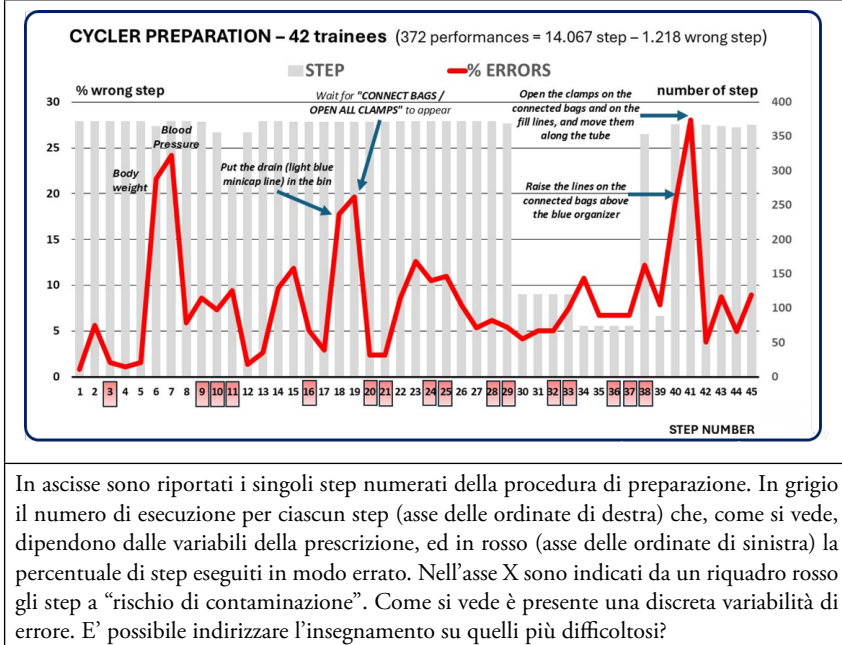 CYCLER PREPARATION – 42 trainees (372 performances = 14.067 step – 1.218 wrong step)
STEP % ERRORS
% wrong step
number of step
Wait for "CONNECT BAGS /
OPEN ALL CLAMPS" to
appear
Open the clamps on the
connected bags and on the
fill lines, and move them
along the tube
Blood
Pressure
Body
weight
Put the drain (light blue
minicap line) in the bin
Raise the lines on the
connected bags above
the blue organizer
30
25
20
15
10
5
0
400
350
300
250
200
150
100
50
0
1 2 3 4 5 6 7 8 9 10 11 12 13 14 15 16 17 18 19 20 21 22 23 24 25 26 27 28 29 30 31 32 33 34 35 36 37 38 39 40 41 42 43 44 45
STEP NUMBER
In ascisse sono riportati i singoli step numerati della procedura di preparazione. In grigio
il numero di esecuzione per ciascun step (asse delle ordinate di destra) che, come si vede,
dipendono dalle variabili della prescrizione, ed in rosso (asse delle ordinate di sinistra) la
percentuale di step eseguiti in modo errato. Nell'asse X sono indicati da un riquadro rosso
gli step a "rischio di contaminazione". Come si vede è presente una discreta variabilità di
errore. E' possibile indirizzare l'insegnamento su quelli più difficoltosi?